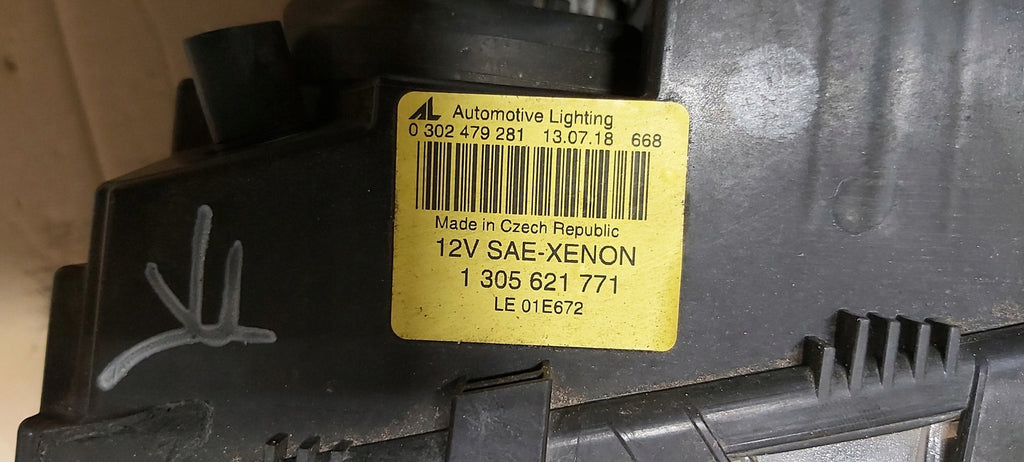 AL Automotive Lighting
0 302 479 281 13.07.18 668
Made in Czech Republic
12V SAE-XENON
1 305 621 771
LE 01E672